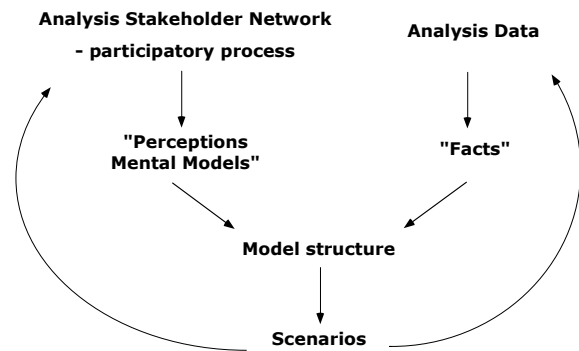 Analysis Stakeholder Network
- participatory process
Analysis Data
"Perceptions
Mental Models"
"Facts"
Model structure
Scenarios